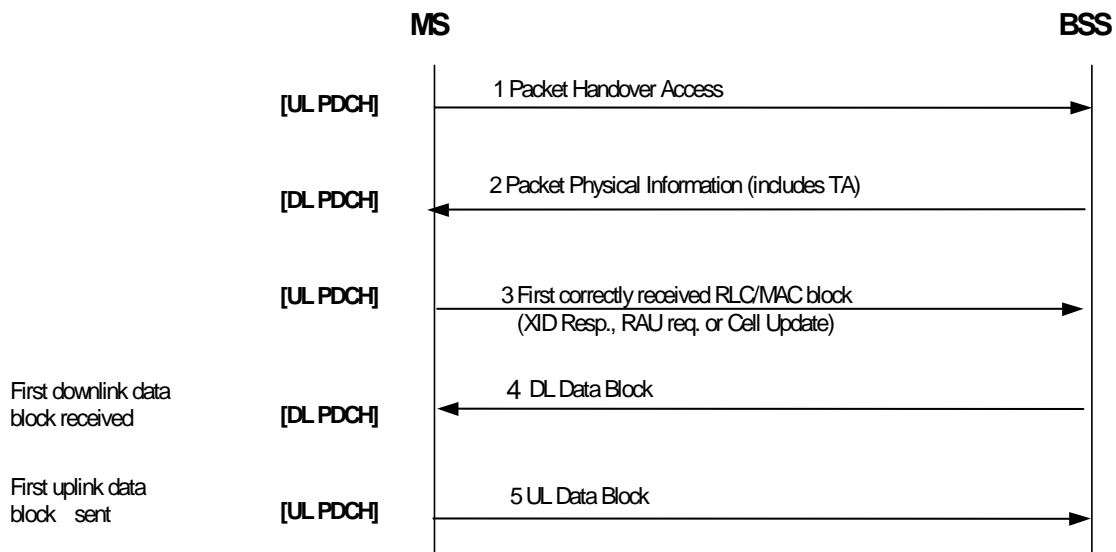 MS
BSS
[UL PDCH]
1 Packet Handover Access
[DL PDCH]
2 Packet Physical Information (includes TA)
[UL PDCH]
3 First correctly received RLC/MAC block
(XID Resp., RAU req. or Cell Update)
First downlink data
block received
[DL PDCH]
4 DL Data Block
First uplink data
block sent
[UL PDCH]
5 UL Data Block